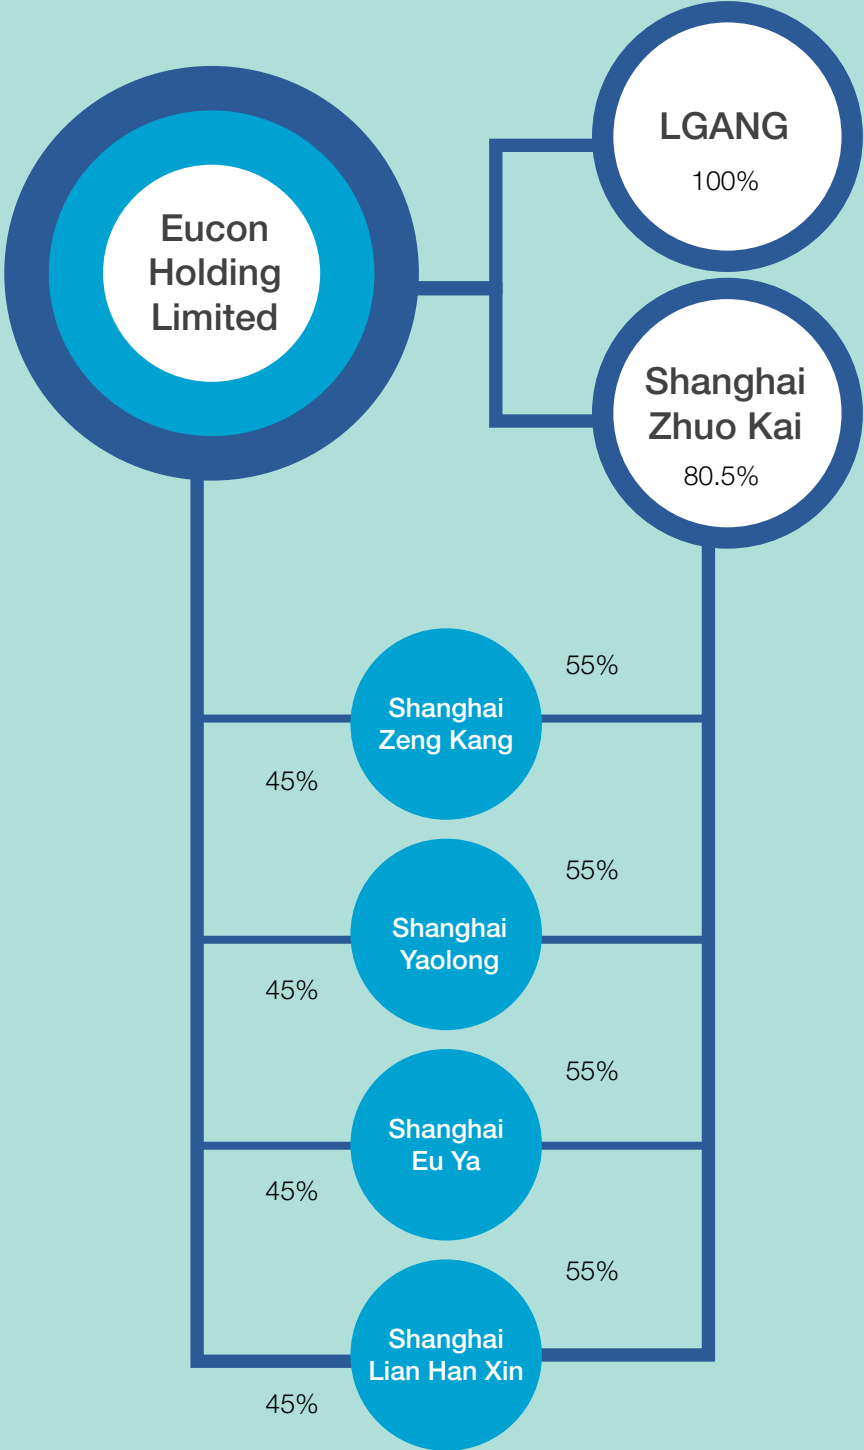 Eucon
Holding
Limited
LGANG
100%
Shanghai
Zhuo Kai
80.5%
55%
Shanghai
Zeng Kang
45%
55%
Shanghai
Yaolong
45%
55%
Shanghai
Eu Ya
45%
55%
Shanghai
Lian Han Xin
45%